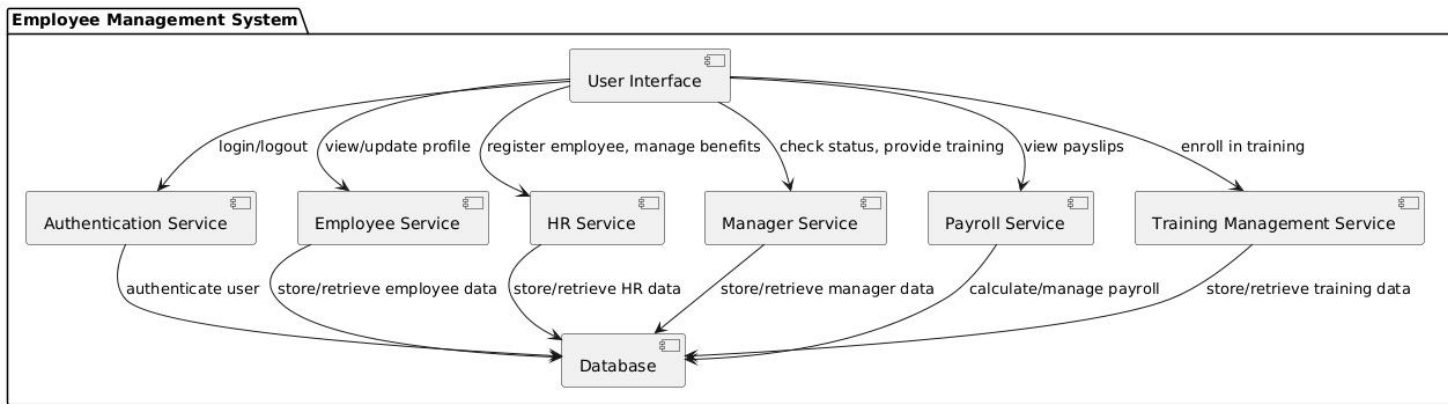 Employee Management System
User Interface
login/logout
view/update profile
register employee, manage benefits
check status, provide training
view payslips
enroll in training
Authentication Service
Employee Service
HR Service
Manager Service
Payroll Service
Training Management Service
authenticate user
store/retrieve employee data
store/retrieve HR data
store/retrieve manager data
calculate/manage payroll
store/retrieve training data
Database